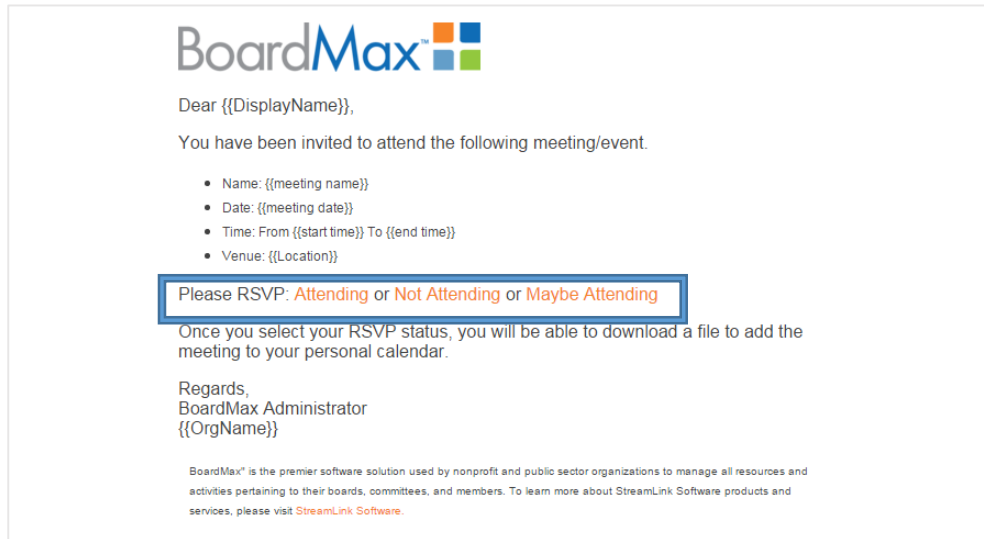 BoardMax™
Dear {{DisplayName}},
You have been invited to attend the following meeting/event.
• Name: {{meeting name}}
• Date: {{meeting date}}
• Time: From {{start time}} To {{end time}}
• Venue: {{Location}}
Please RSVP: Attending or Not Attending or Maybe Attending
Once you select your RSVP status, you will be able to download a file to add the
meeting to your personal calendar.
Regards,
BoardMax Administrator
{{OrgName}}
BoardMax" is the premier software solution used by nonprofit and public sector organizations to manage all resources and
activities pertaining to their boards, committees, and members. To learn more about StreamLink Software products and
services, please visit StreamLink Software.